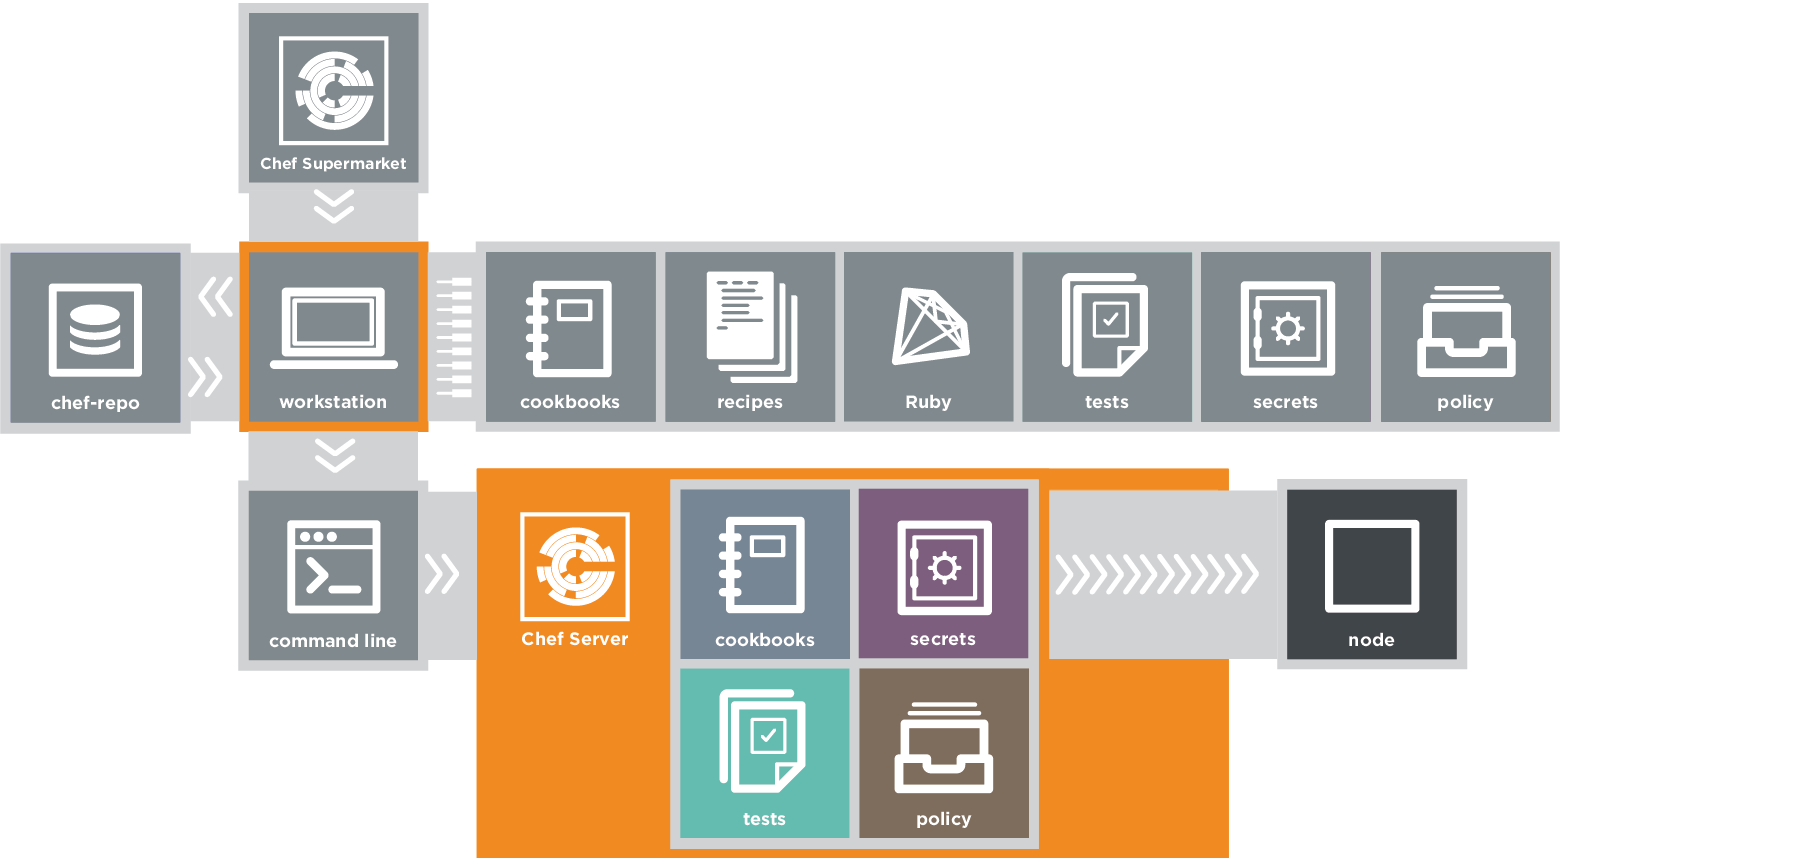 Chef Supermarket
chef-repo
workstation
cookbooks
recipes
Ruby
tests
secrets
policy
command line
Chef Server
cookbooks
secrets
node
tests
policy